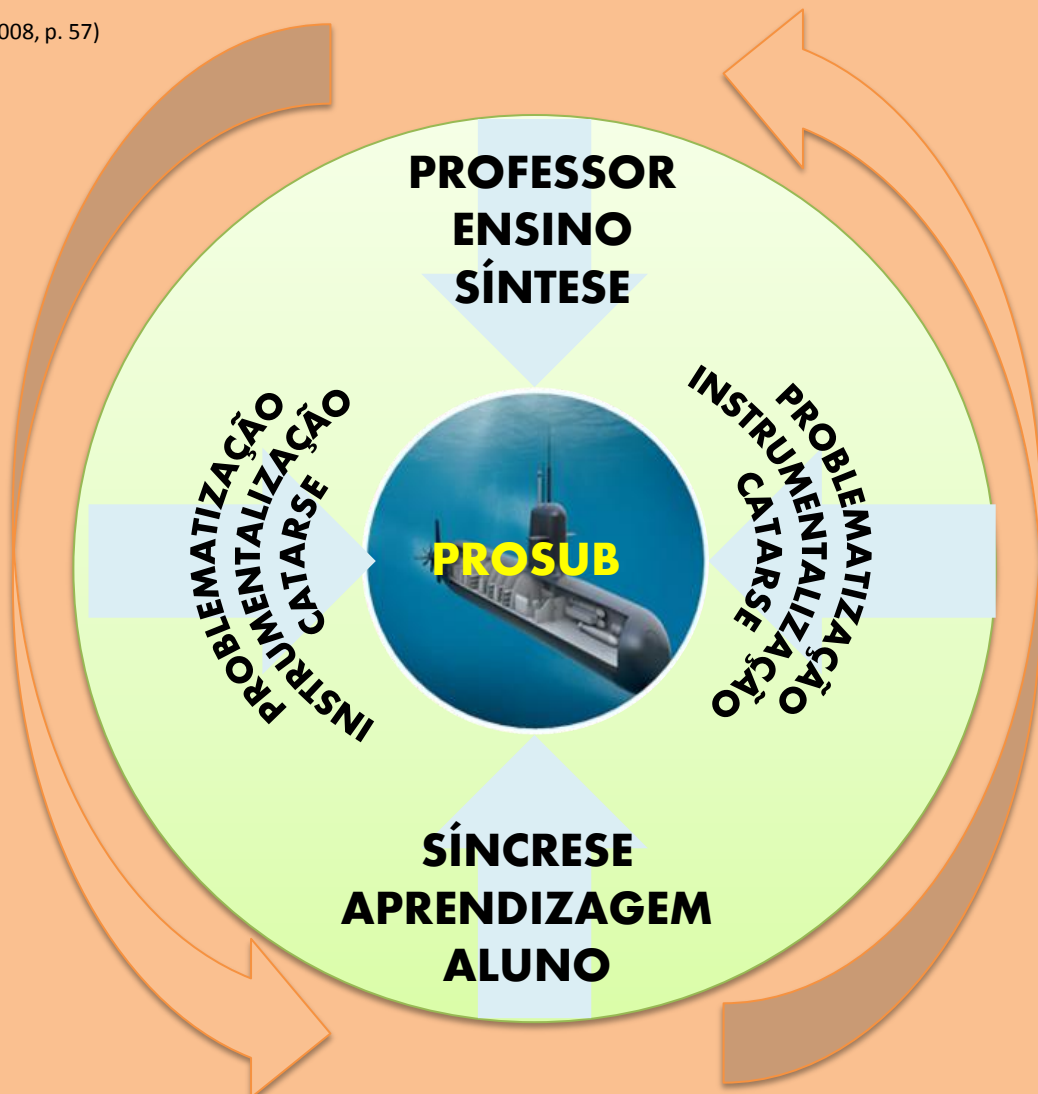 008, p. 57)
PROFESSOR
ENSINO
SÍNTESE
PROBLEMATIZAÇÃO
INSTRUMENTALIZAÇÃO
CATARSE
PROSUB
INSTRUMENTALIZAÇÃO
PROBLEMATIZAÇÃO
CATARSE
SÍNCRESE
APRENDIZAGEM
ALUNO